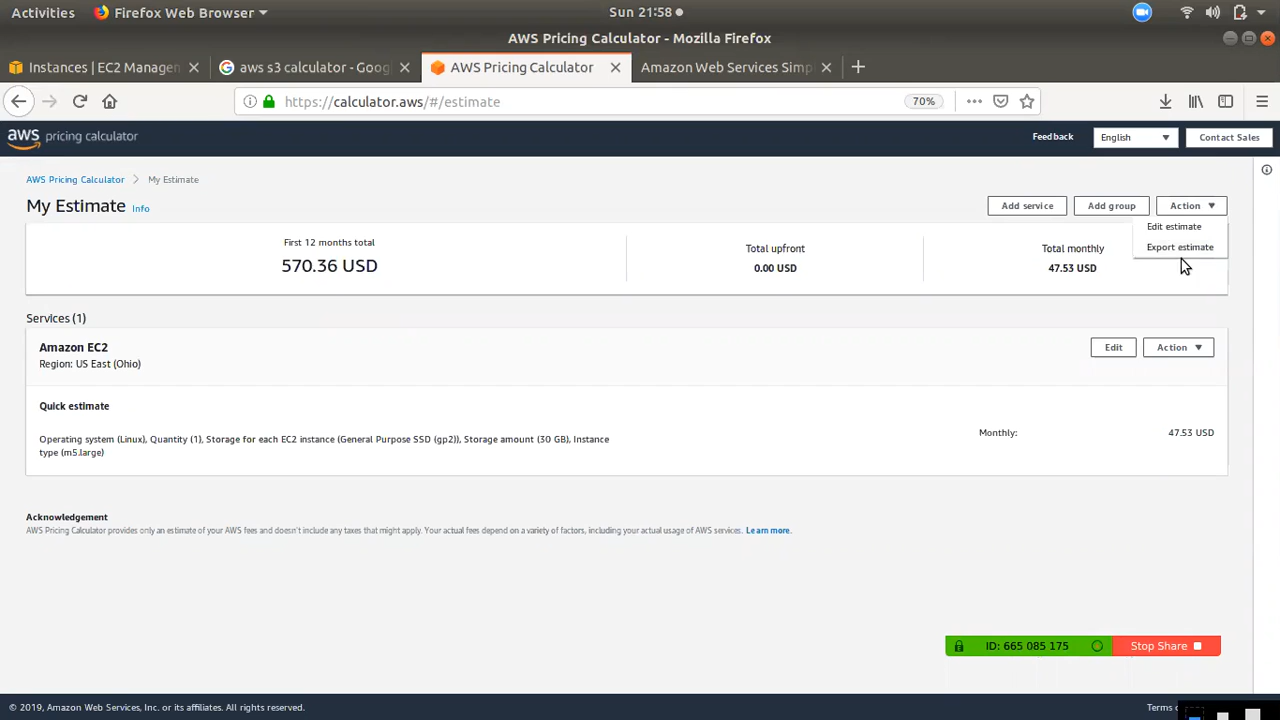 Activities Firefox Web Browser Sun 21:58
AWS Pricing Calculator - Mozilla Firefox
Instances | EC2 Manager aws s3 calculator - Goog AWS Pricing Calculator Amazon Web Services Simp
https://calculator.aws/#/estimate 70%
aws pricing calculator Feedback English Contact Sales
AWS Pricing Calculator My Estimate
My Estimate Info Add service Add group Action
Edit estimate
First 12 months total Total upfront Total monthly Export estimate
570.36 USD 0.00 USD 47.53 USD
Services (1)
Amazon EC2 Edit Action
Region: US East (Ohio)
Quick estimate
Operating system (Linux), Quantity (1), Storage for each EC2 instance (General Purpose SSD (gp2)), Storage amount (30 GB), Instance Monthly: 47.53 USD
type (m5.large)
Acknowledgement
AWS Pricing Calculator provides only an estimate of your AWS fees and doesn't include any taxes that might apply. Your actual fees depend on a variety of factors, including your actual usage of AWS services. Learn more.
ID: 665 085 175 Stop Share
© 2019, Amazon Web Services, Inc. or its affiliates. All rights reserved. Terms